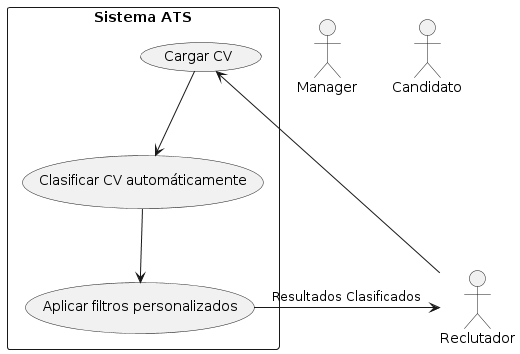 Sistema ATS
Cargar CV
Manager
Candidato
Clasificar CV automáticamente
Aplicar filtros personalizados
Resultados Clasificados
Reclutador